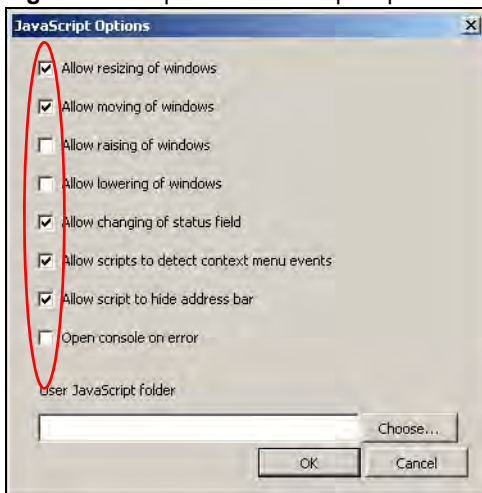 JavaScript Options
Allow resizing of windows
Allow moving of windows
Allow raising of windows
Allow lowering of windows
Allow changing of status field
Allow scripts to detect context menu events
Allow script to hide address bar
Open console on error
User JavaScript folder
Choose...
OK
Cancel